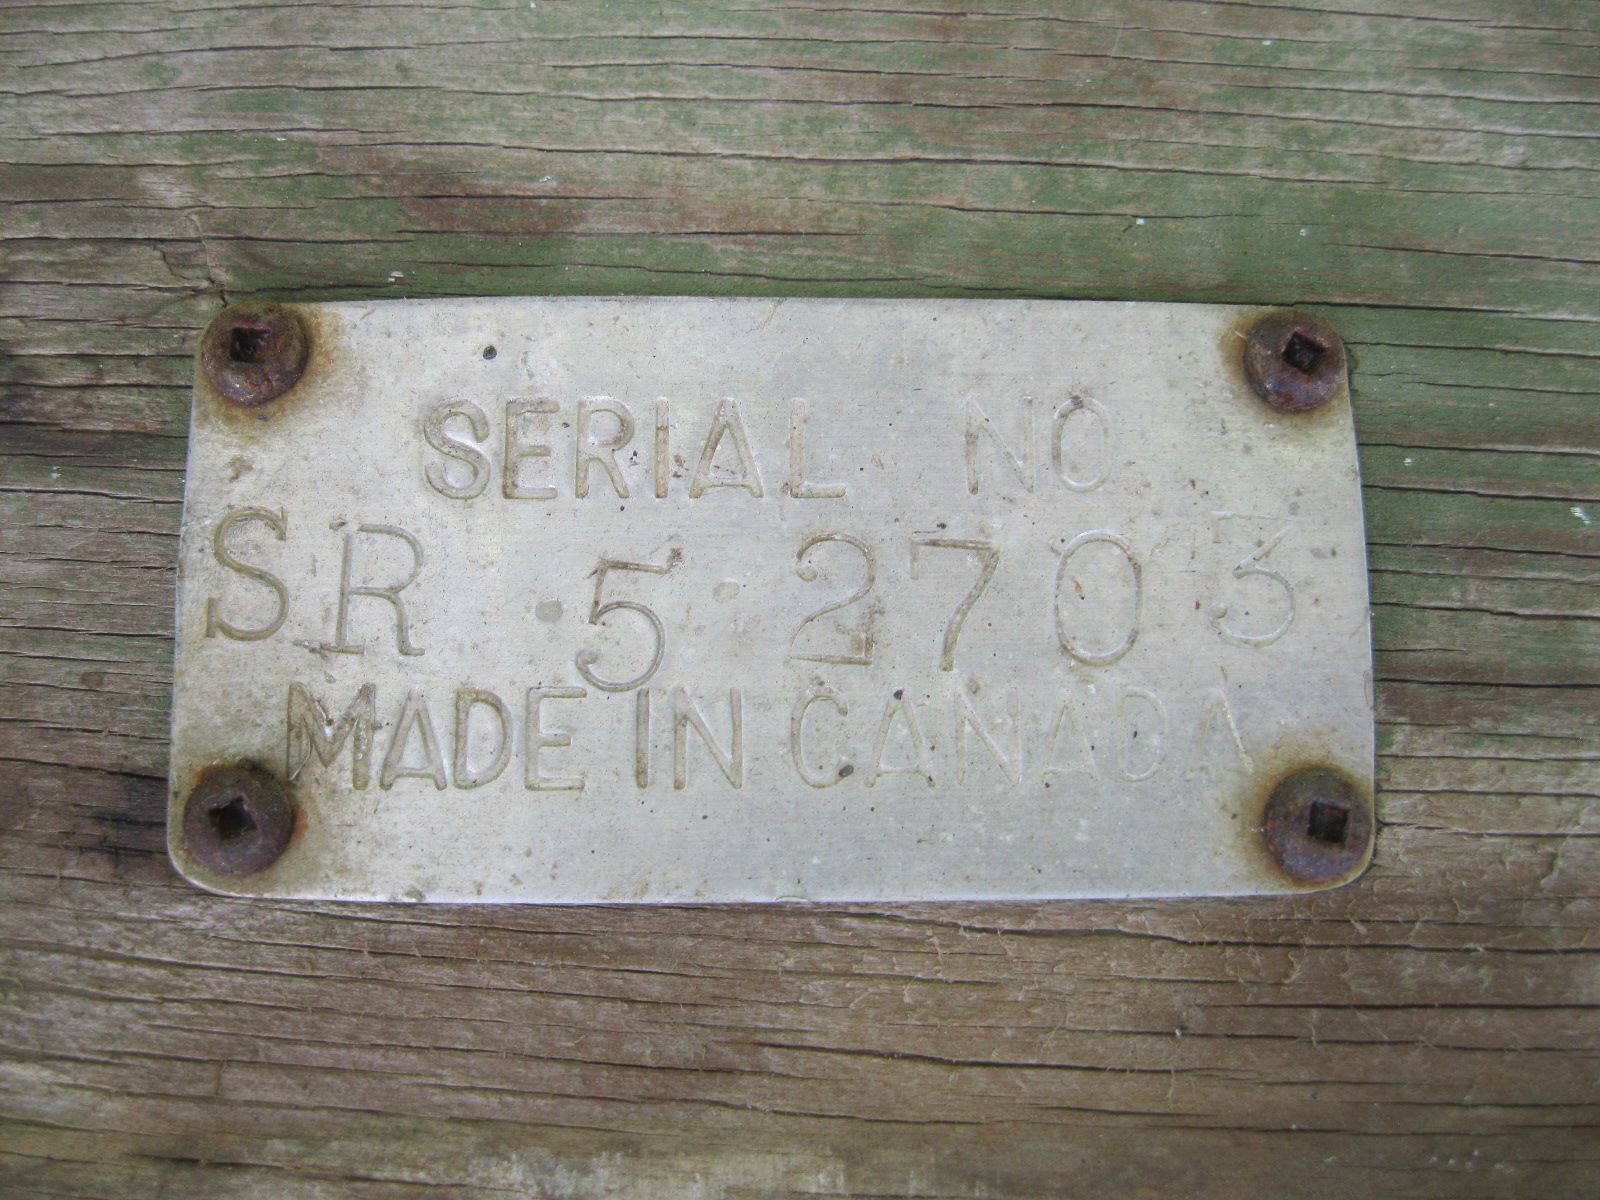 SERIAL NO
SR 5 2703
MADE IN CANADA